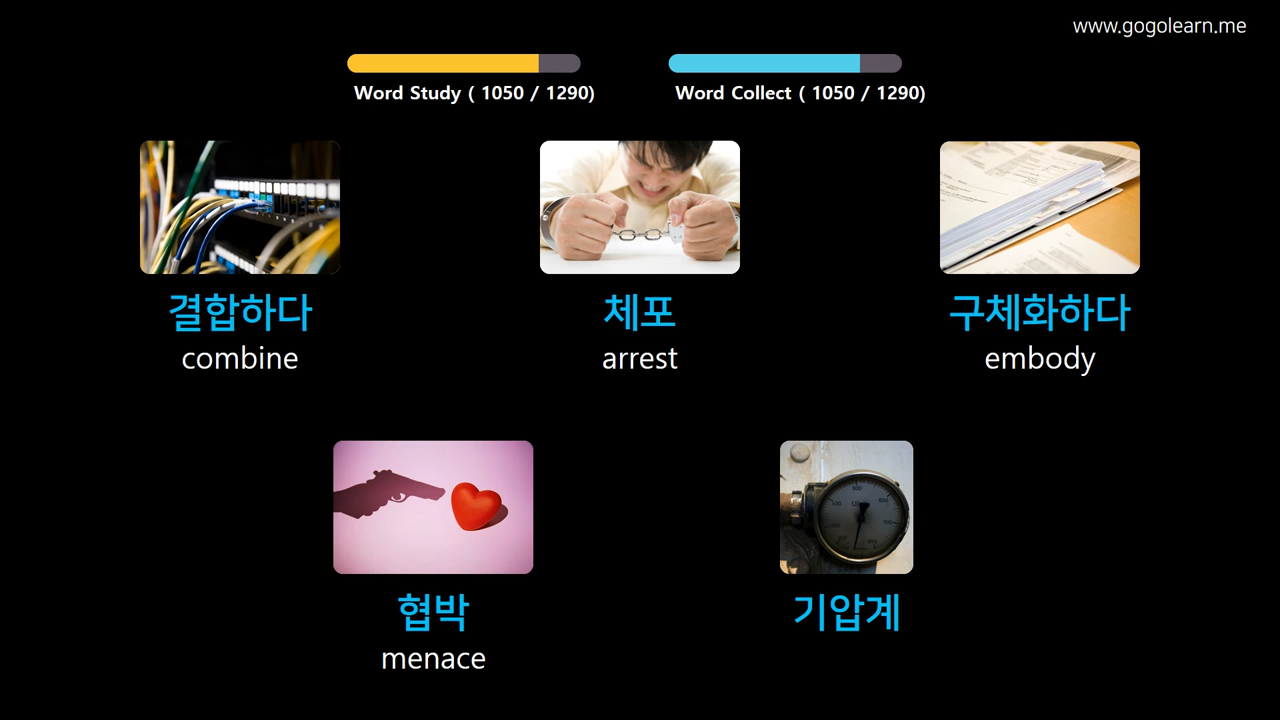 www.gogolearn.me
Word Study ( 1050 / 1290)
Word Collect ( 1050 / 1290)
결합하다
combine
체포
arrest
구체화하다
embody
협박
menace
기압계